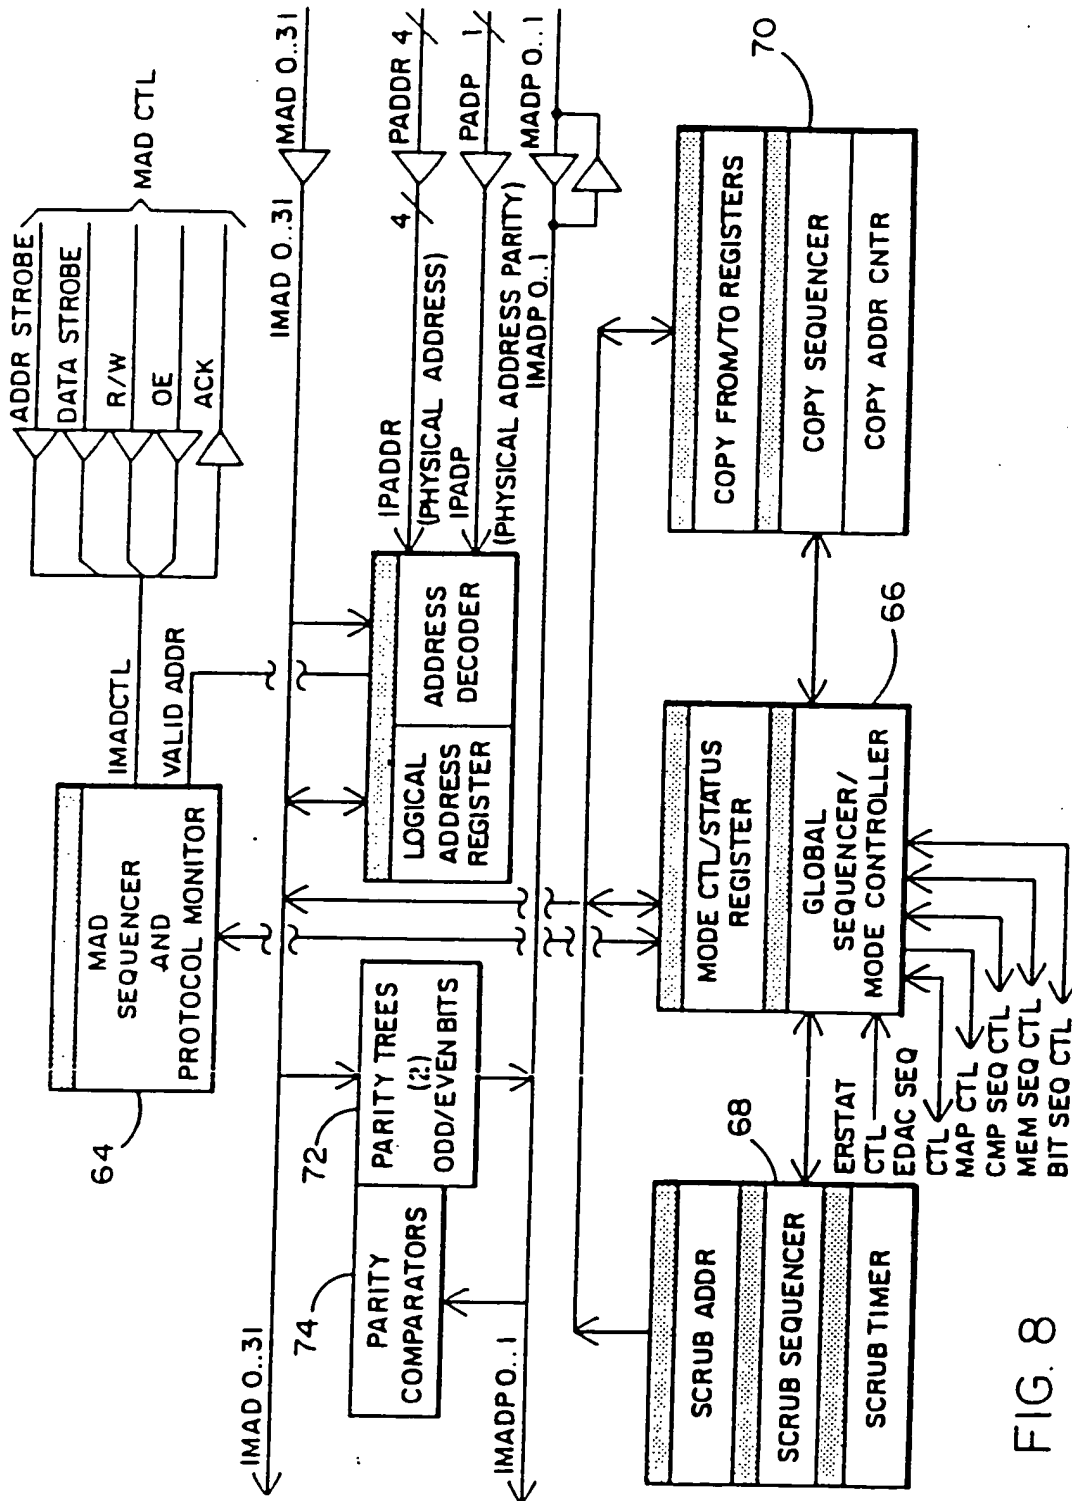 ADDR STROBE
DATA STROBE
R/W
OE
ACK
MAD CTL
IMADCTL
VALID ADDR
MAD
SEQUENCER
AND
PROTOCOL MONITOR
64
IMAD 0..31
IMAD 0..31
MAD 0..31
IPADDR
(PHYSICAL ADDRESS)
4
PADDR 4
IPADP
(PHYSICAL ADDRESS PARITY)
PADP 1
IMADP 0..1
MADP 0..1
LOGICAL
ADDRESS
REGISTER
ADDRESS
DECODER
72
PARITY TREES
(2)
ODD/EVEN BITS
74
PARITY
COMPARATORS
IMADP 0..1
70
COPY FROM/TO REGISTERS
COPY SEQUENCER
COPY ADDR CNTR
66
MODE CTL/STATUS
REGISTER
GLOBAL
SEQUENCER/
MODE CONTROLLER
68
SCRUB ADDR
SCRUB SEQUENCER
SCRUB TIMER
ERSTAT
CTL
EDAC SEQ
CTL
MAP CTL
CMP SEQ CTL
MEM SEQ CTL
BIT SEQ CTL
FIG. 8